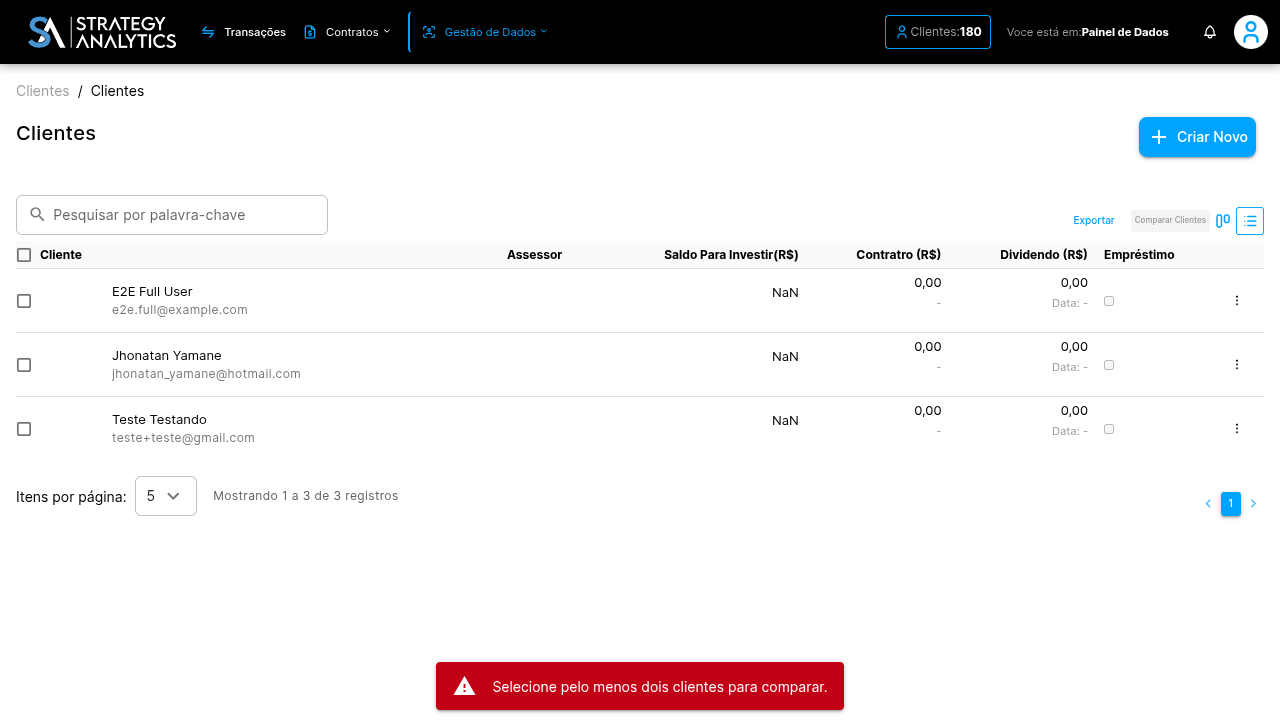 STRATEGY ANALYTICS
Transações
Contratos
Gestão de Dados
Clientes:180
Voce está em:Painel de Dados
Clientes / Clientes
Clientes
Criar Novo
Pesquisar por palavra-chave
Exportar
Comparar Clientes
Cliente Assessor Saldo Para Investir(R$) Contratro (R$) Dividendo (R$) Empréstimo
E2E Full User NaN 0,00 0,00
e2e.full@example.com - Data: -
Jhonatan Yamane NaN 0,00 0,00
jhonatan_yamane@hotmail.com - Data: -
Teste Testando NaN 0,00 0,00
teste+teste@gmail.com - Data: -
Itens por página: 5 Mostrando 1 a 3 de 3 registros
1
Selecione pelo menos dois clientes para comparar.